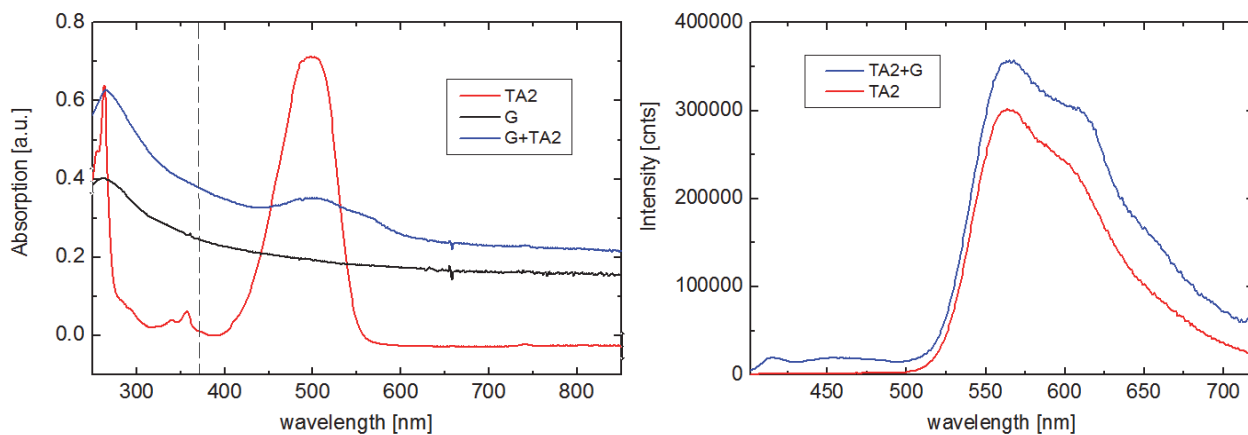 0.8
0.6
0.4
0.2
0.0
Absorption [a.u.]
TA2
G
G+TA2
300 400 500 600 700 800
wavelength [nm]
400000
300000
200000
100000
0
Intensity [cnts]
TA2+G
TA2
450 500 550 600 650 700
wavelength [nm]